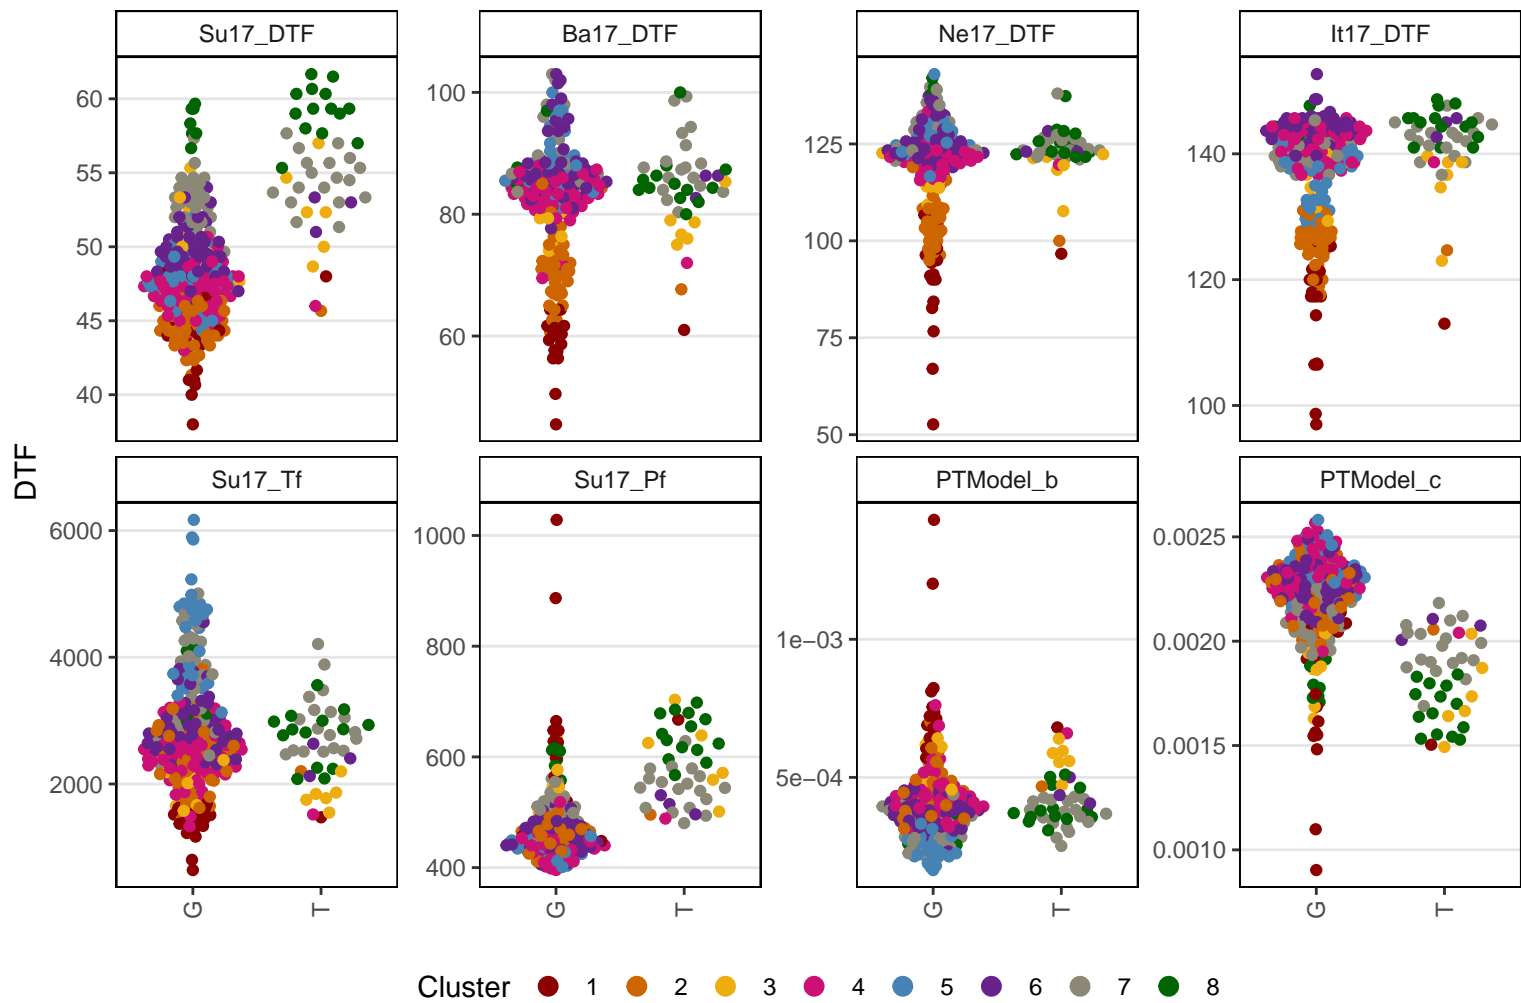 Su17_DTF Ba17_DTF Ne17_DTF It17_DTF
60 55 50 45 40
100 80 60
125 100 75 50
140 120 100
DTF
Su17_Tf Su17_Pf PTModel_b PTModel_c
6000 4000 2000
1000 800 600 400
1e−03 5e−04
0.0025 0.0020 0.0015 0.0010
G T G T G T G T
Cluster 1 2 3 4 5 6 7 8